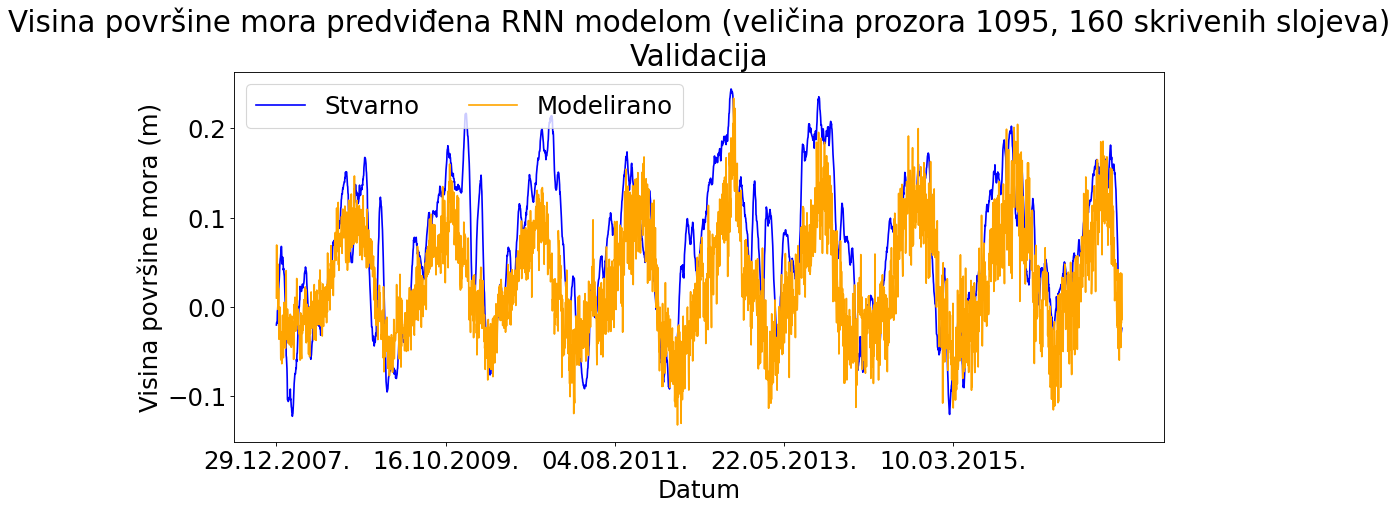 Visina površine mora predviđena RNN modelom (veličina prozora 1095, 160 skrivenih slojeva)
Validacija
Stvarno
Modelirano
Visina površine mora (m)
0.2
0.1
0.0
−0.1
29.12.2007.
16.10.2009.
04.08.2011.
22.05.2013.
10.03.2015.
Datum